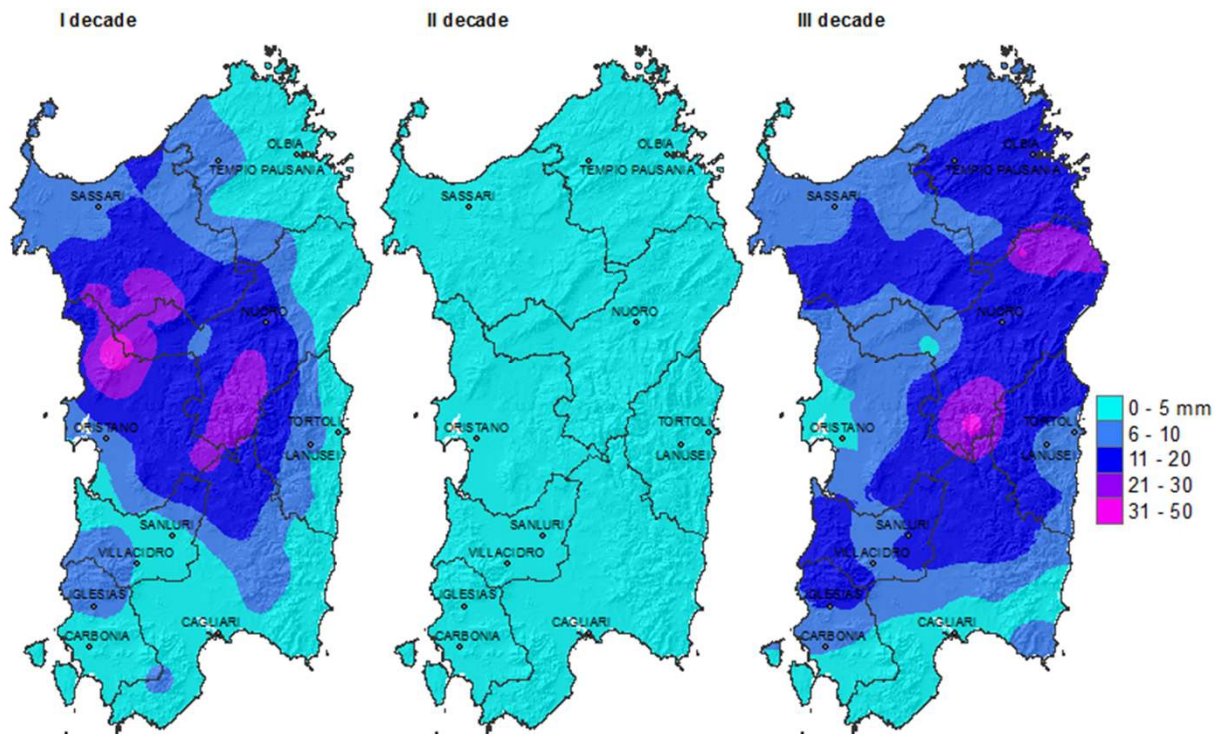 I decade
II decade
III decade
OLBIA
TEMPIO PAUSANIA
SASSARI
NUORO
TORTOLI
ORISTANO
LANUSEI
SANLURI
VILLACIDRO
IGLESIAS
CAGLIARI
CARBONIA
OLBIA
TEMPIO PAUSANIA
SASSARI
NUORO
TORTOLI
ORISTANO
LANUSEI
SANLURI
VILLACIDRO
IGLESIAS
CAGLIARI
CARBONIA
OLBIA
TEMPIO PAUSANIA
SASSARI
NUORO
TORTOLI
ORISTANO
LANUSEI
SANLURI
VILLACIDRO
IGLESIAS
CAGLIARI
CARBONIA
0 - 5 mm
6 - 10
11 - 20
21 - 30
31 - 50